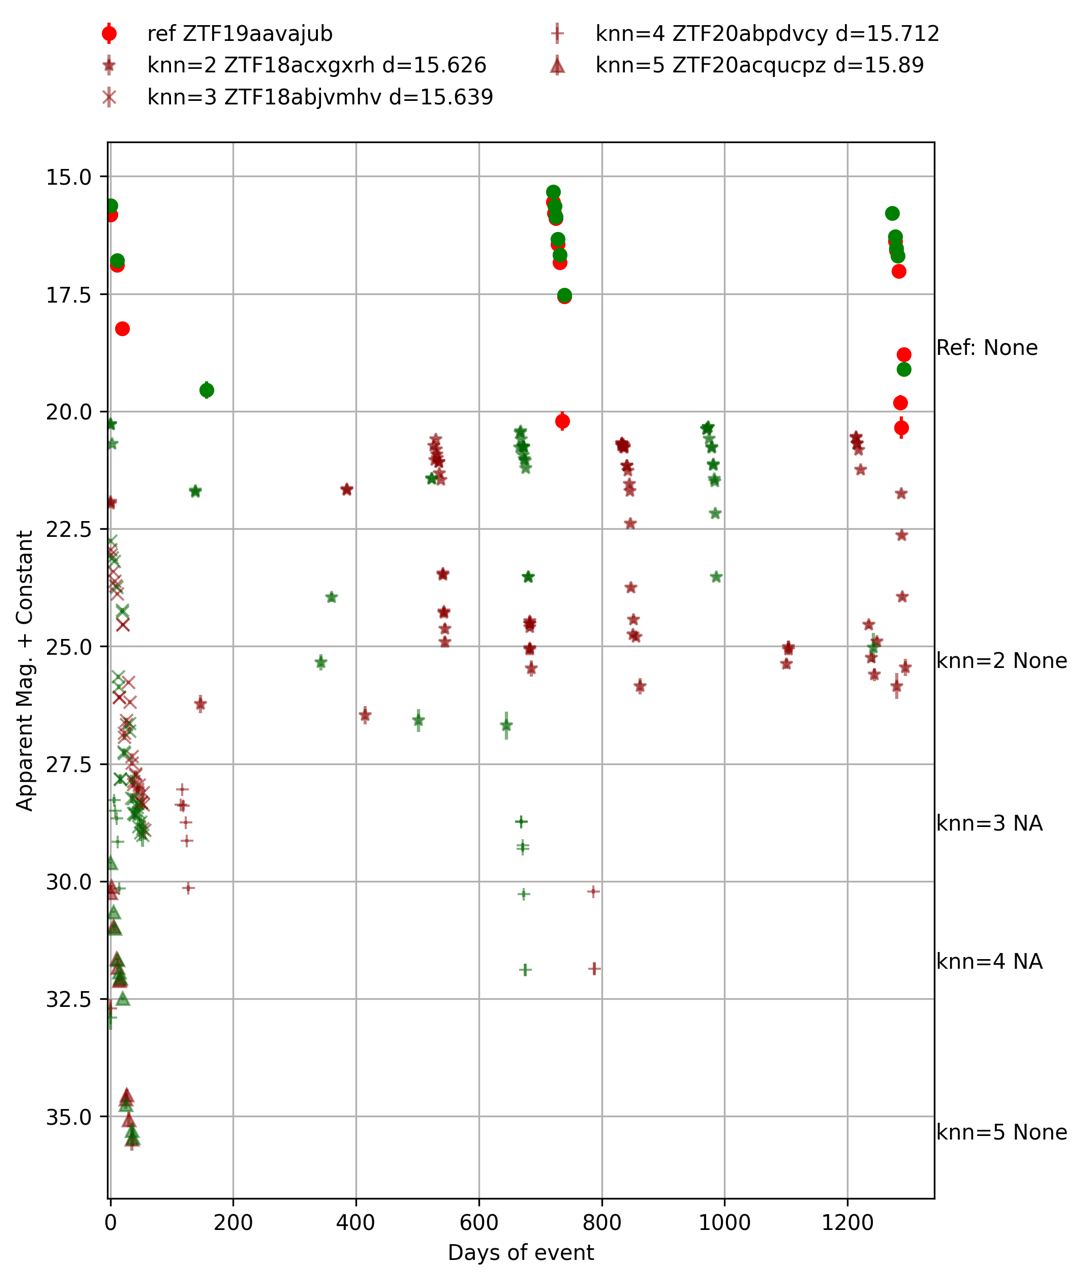 ref ZTF19aavajub
knn=2 ZTF18acxgxrh d=15.626
knn=3 ZTF18abjvmhv d=15.639
knn=4 ZTF20abpdvcy d=15.712
knn=5 ZTF20acqucpz d=15.89
15.0
17.5
20.0
22.5
25.0
27.5
30.0
32.5
35.0
Apparent Mag. + Constant
Ref: None
knn=2 None
knn=3 NA
knn=4 NA
knn=5 None
0
200
400
600
800
1000
1200
Days of event